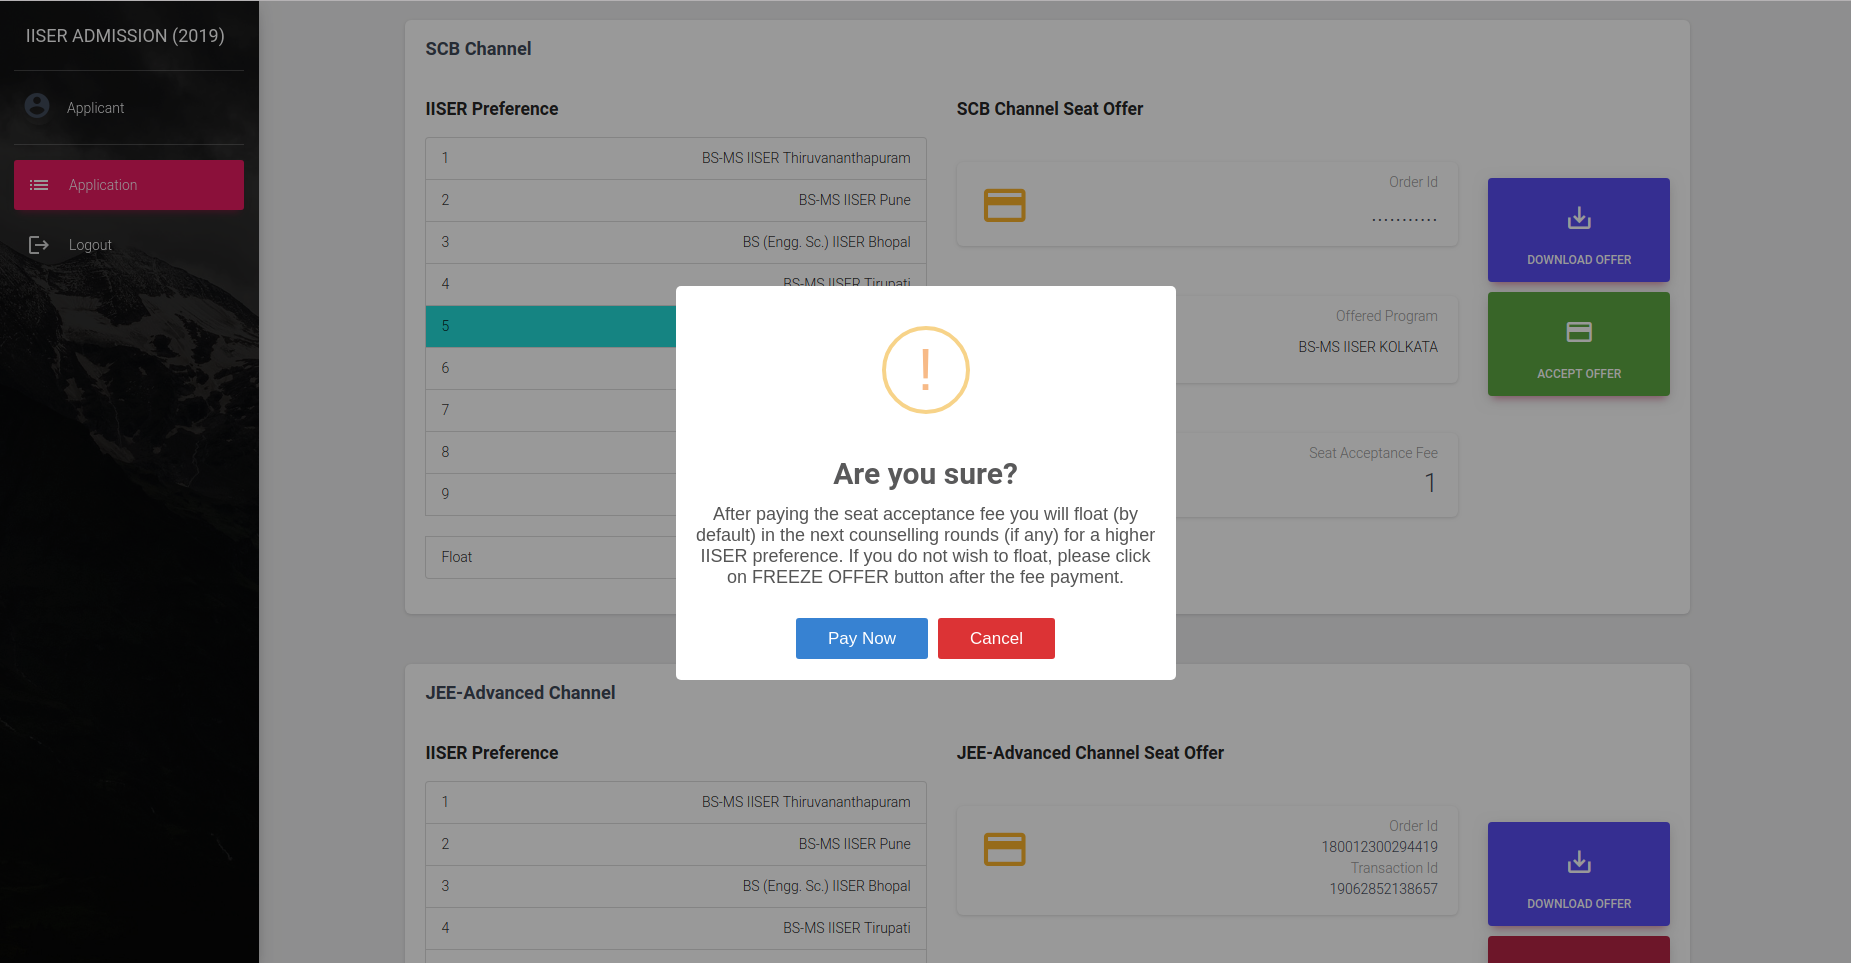 IISER ADMISSION (2019)
Applicant
Application
Logout
SCB Channel
IISER Preference
1 BS-MS IISER Thiruvananthapuram
2 BS-MS IISER Pune
3 BS (Engg. Sc.) IISER Bhopal
4 BS-MS IISER Tirupati
5
6
7
8
9
Float
SCB Channel Seat Offer
Order Id
...........
Offered Program
BS-MS IISER KOLKATA
Seat Acceptance Fee
1
DOWNLOAD OFFER
ACCEPT OFFER
!
Are you sure?
After paying the seat acceptance fee you will float (by
default) in the next counselling rounds (if any) for a higher
IISER preference. If you do not wish to float, please click
on FREEZE OFFER button after the fee payment.
Pay Now Cancel
JEE-Advanced Channel
IISER Preference
1 BS-MS IISER Thiruvananthapuram
2 BS-MS IISER Pune
3 BS (Engg. Sc.) IISER Bhopal
4 BS-MS IISER Tirupati
JEE-Advanced Channel Seat Offer
Order Id
180012300294419
Transaction Id
19062852138657
DOWNLOAD OFFER